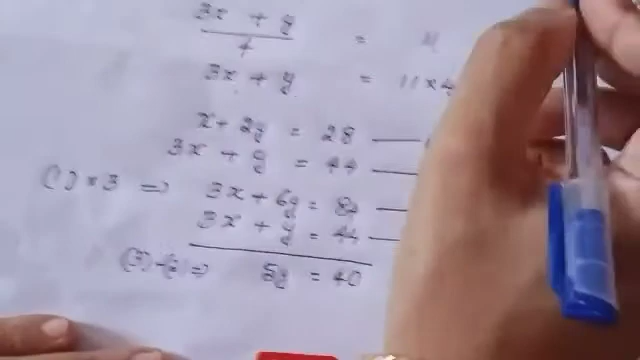 3x + y
4 = 11
3x + y = 11 x 4
x + 2y = 28
3x + y = 44
(1) x 3 ⇒ 3x + 6y = 84
3x + y = 44
(3) - (2) ⇒ 5y = 40